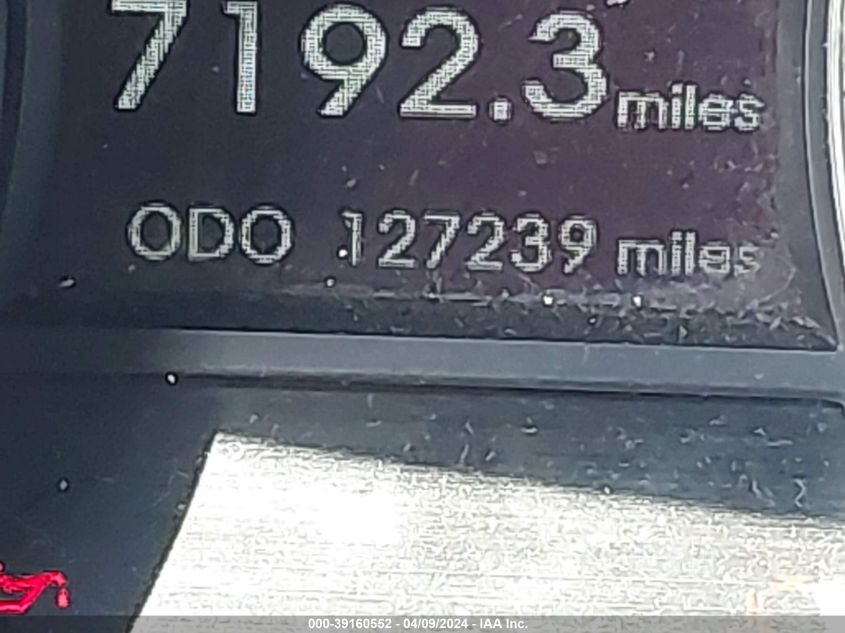 7192.3 miles
ODO 127239 miles
000-39160552 - 04/09/2024 - IAA Inc.